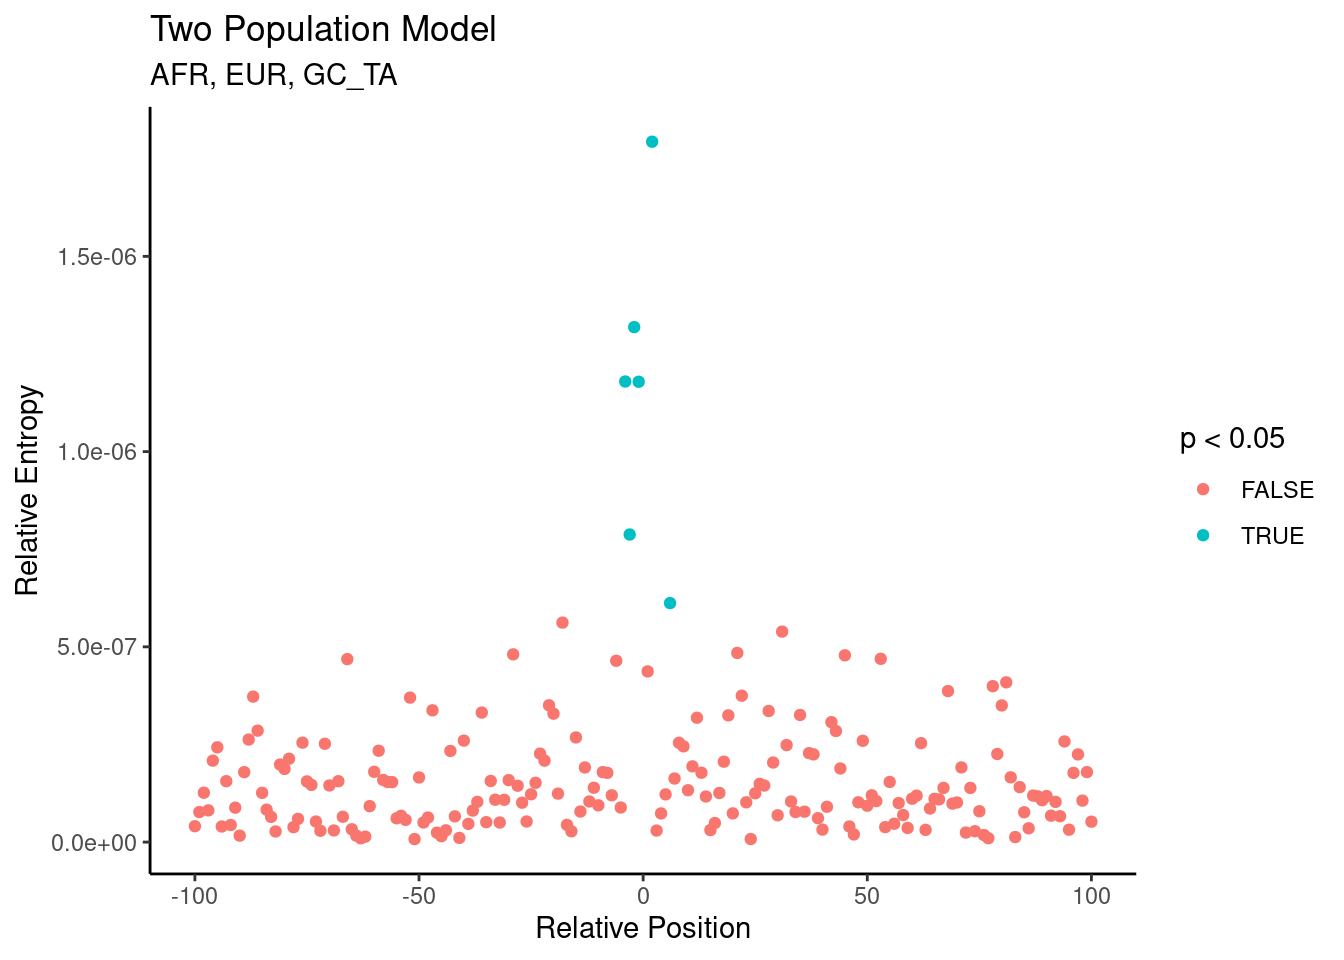 Two Population Model
AFR, EUR, GC_TA
Relative Entropy
1.5e-06
1.0e-06
5.0e-07
0.0e+00
-100
-50
0
50
100
Relative Position
p < 0.05
FALSE
TRUE